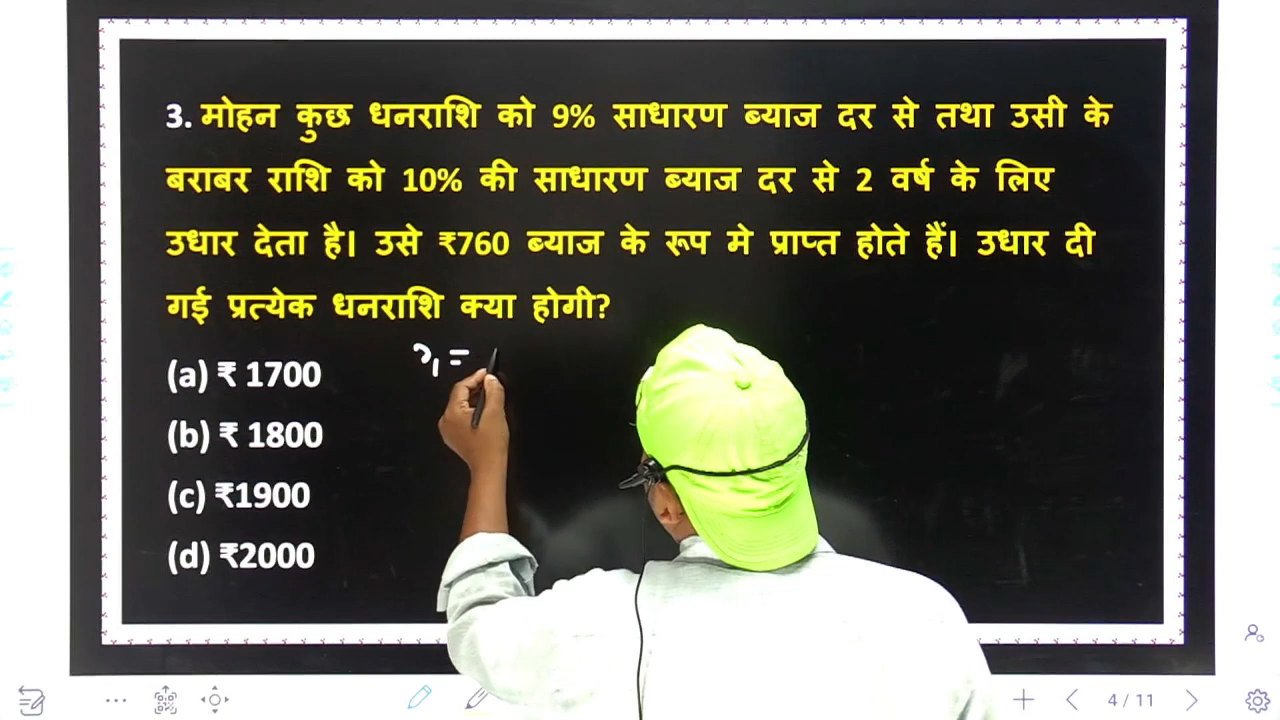 3. मोहन कुछ धनराशि को 9% साधारण ब्याज दर से तथा उसी के
बराबर राशि को 10% की साधारण ब्याज दर से 2 वर्ष के लिए
उधार देता है। उसे ₹760 ब्याज के रूप मे प्राप्त होते हैं। उधार दी
गई प्रत्येक धनराशि क्या होगी?
(a) ₹ 1700
(b) ₹ 1800
(c) ₹1900
(d) ₹2000
r₁ =
4 / 11